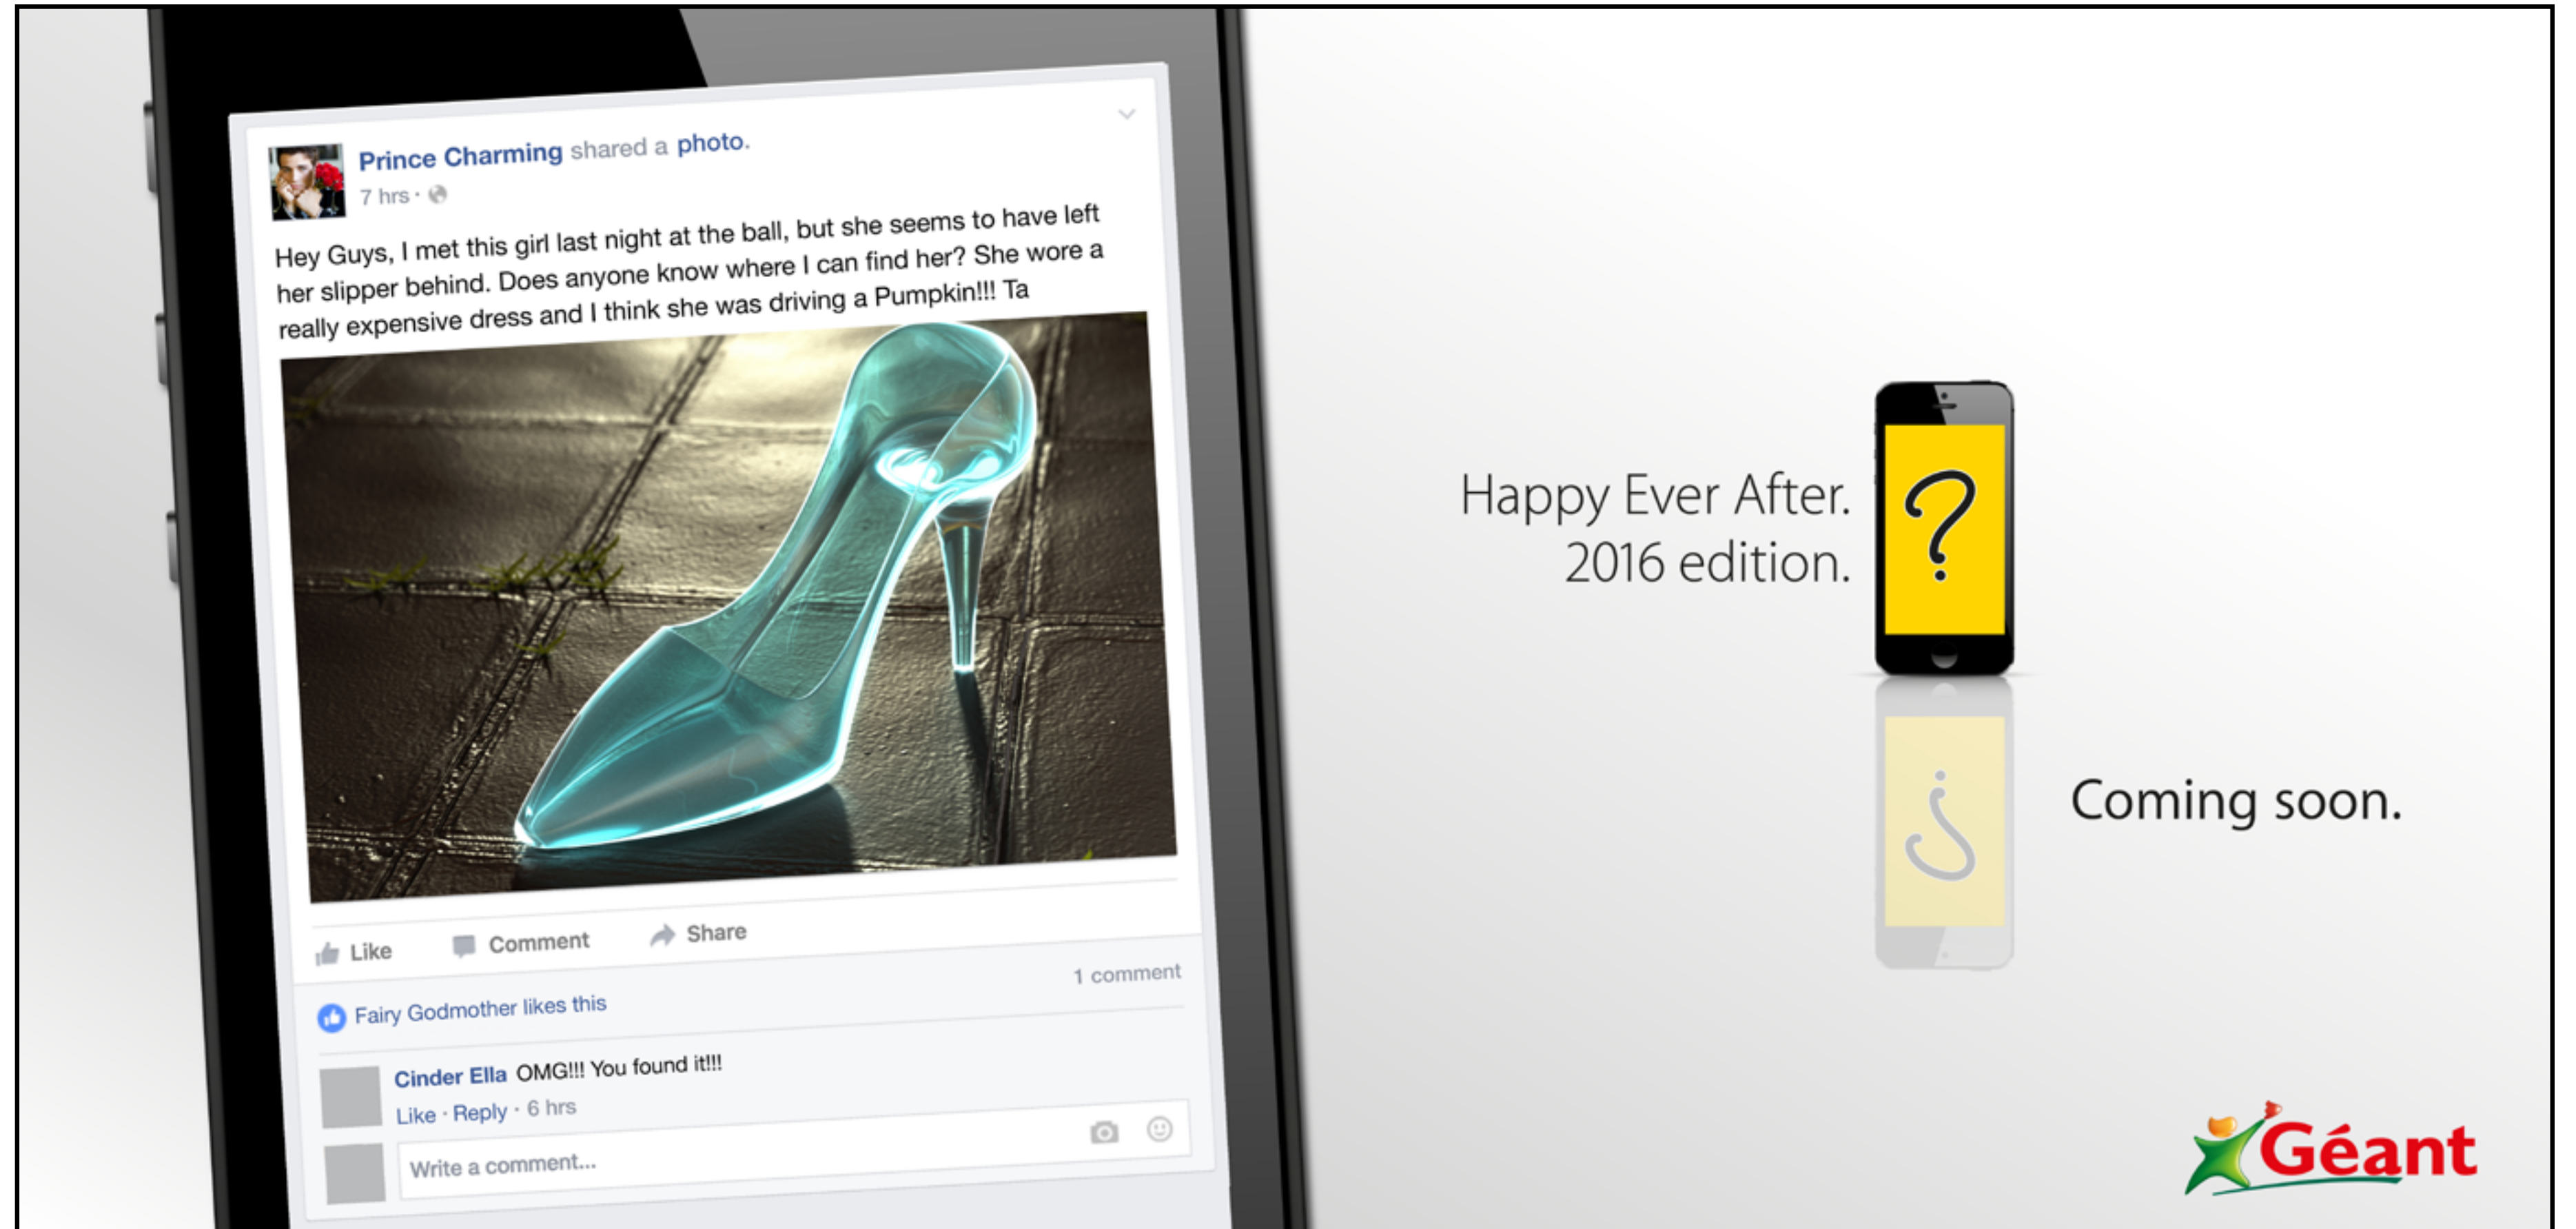 Prince Charming shared a photo.
7 hrs ·
Hey Guys, I met this girl last night at the ball, but she seems to have left
her slipper behind. Does anyone know where I can find her? She wore a
really expensive dress and I think she was driving a Pumpkin!!! Ta
Like Comment Share
1 comment
Fairy Godmother likes this
Cinder Ella OMG!!! You found it!!!
Like · Reply · 6 hrs
Write a comment...
Happy Ever After.
2016 edition.
?
Coming soon.
Géant